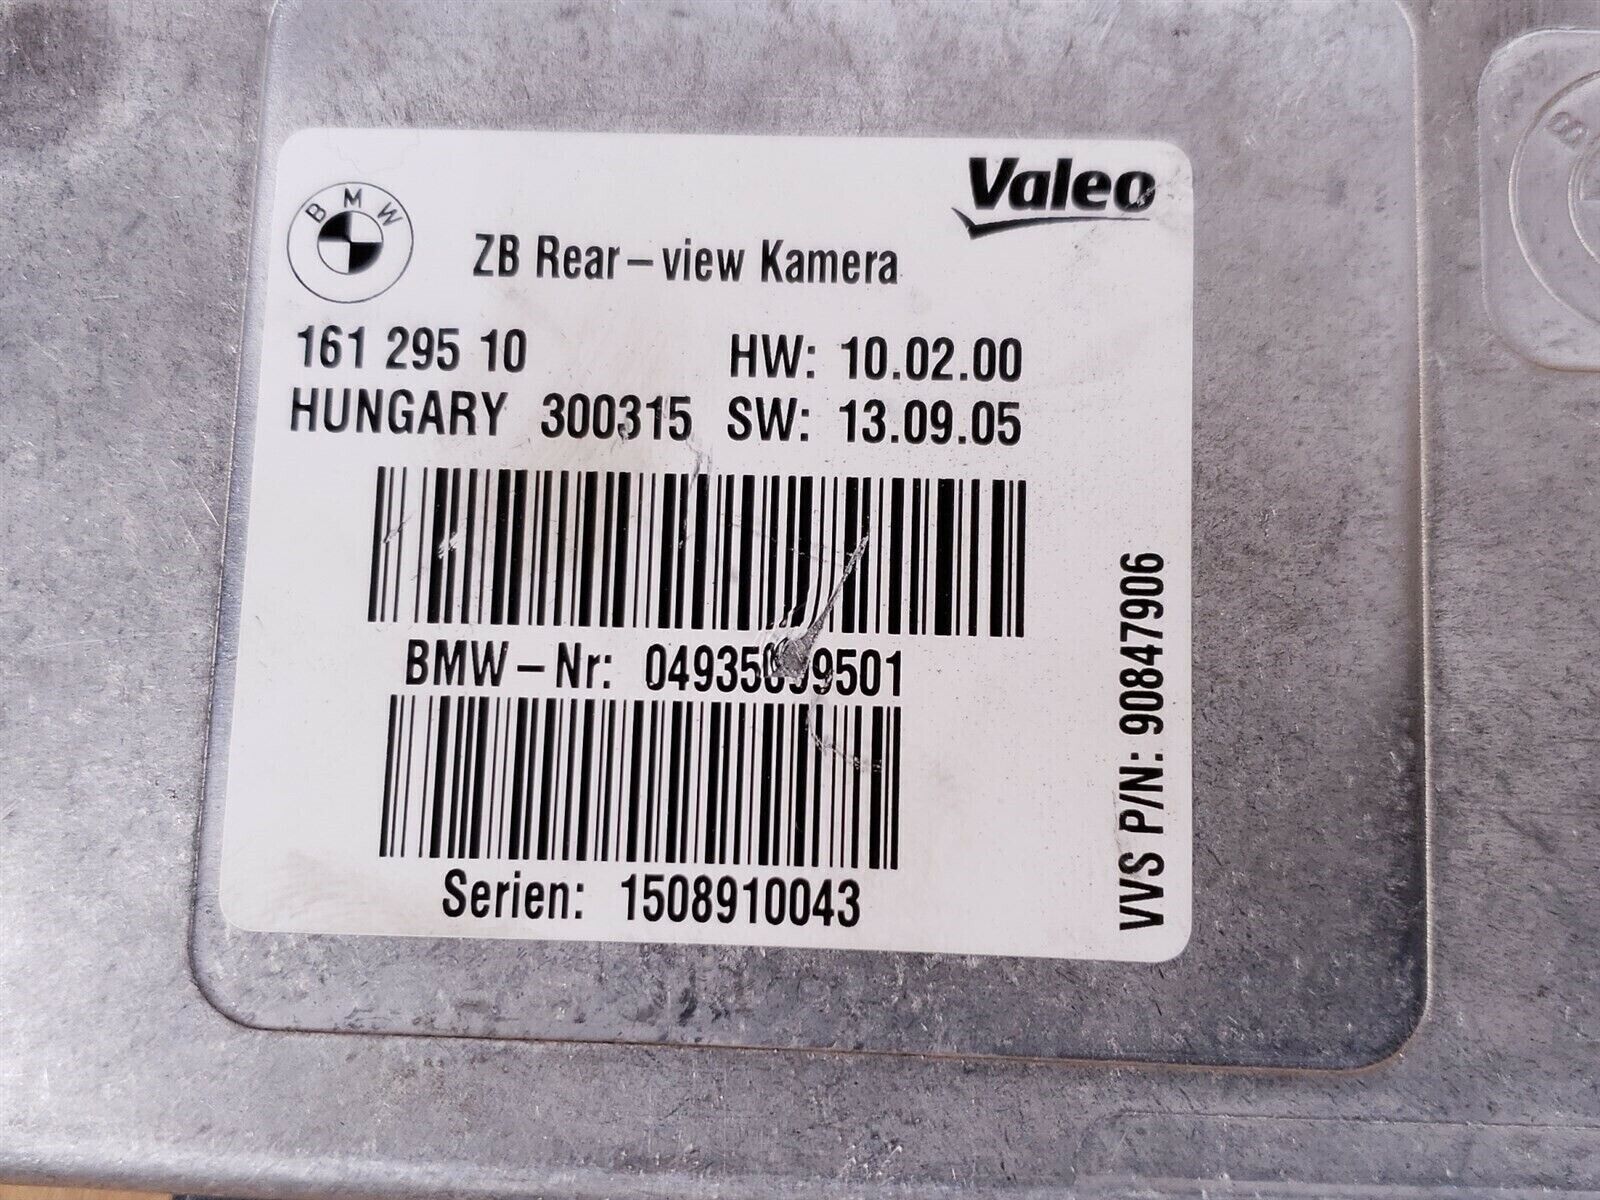 BMW
Valeo
ZB Rear-view Kamera
161 295 10 HW: 10.02.00
HUNGARY 300315 SW: 13.09.05
BMW-Nr:
Serien: 1508910043
VVS P/N: 90847906